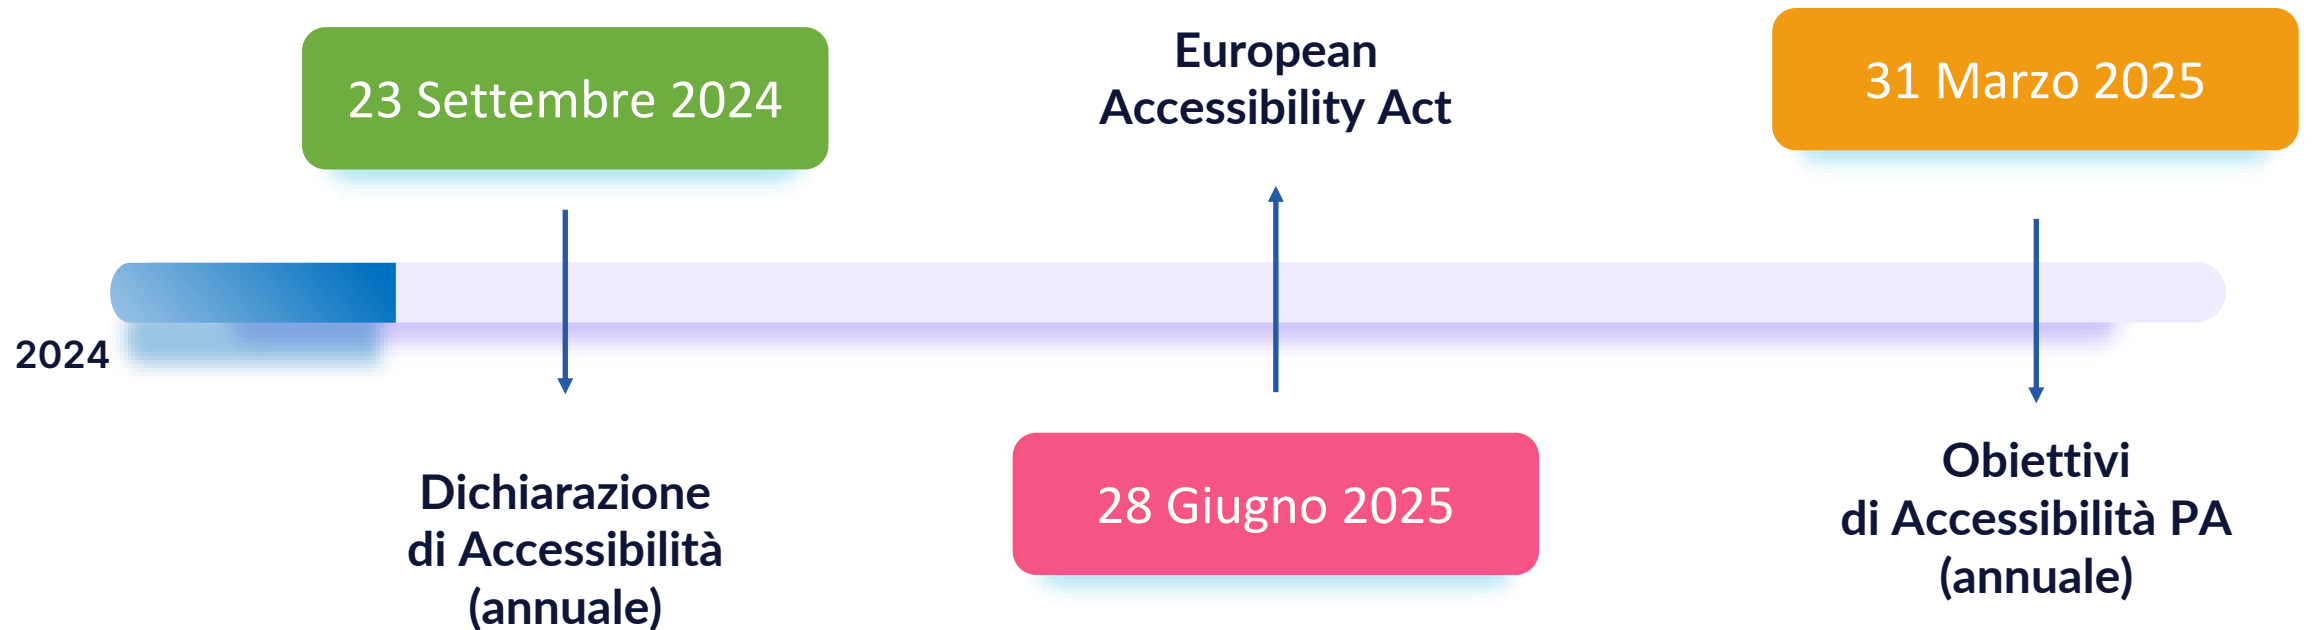 23 Settembre 2024
European
Accessibility Act
31 Marzo 2025
2024
Dichiarazione
di Accessibilità
(annuale)
28 Giugno 2025
Obiettivi
di Accessibilità PA
(annuale)